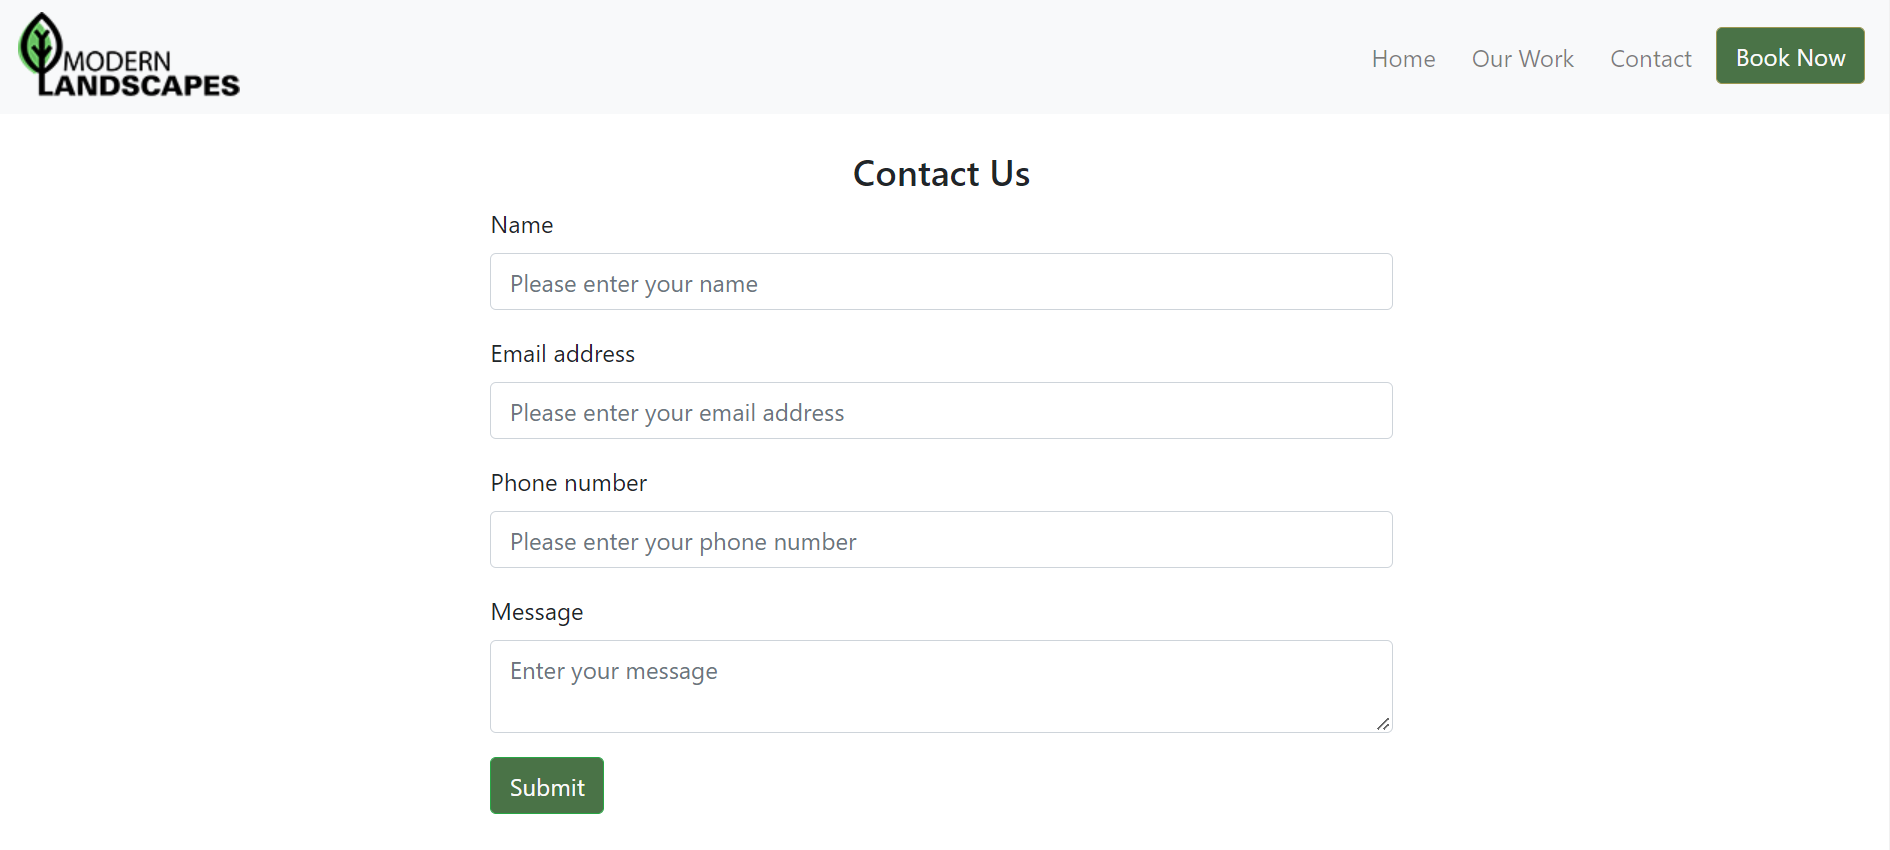 MODERN
LANDSCAPES
Home Our Work Contact Book Now
Contact Us
Name
Please enter your name
Email address
Please enter your email address
Phone number
Please enter your phone number
Message
Enter your message
Submit